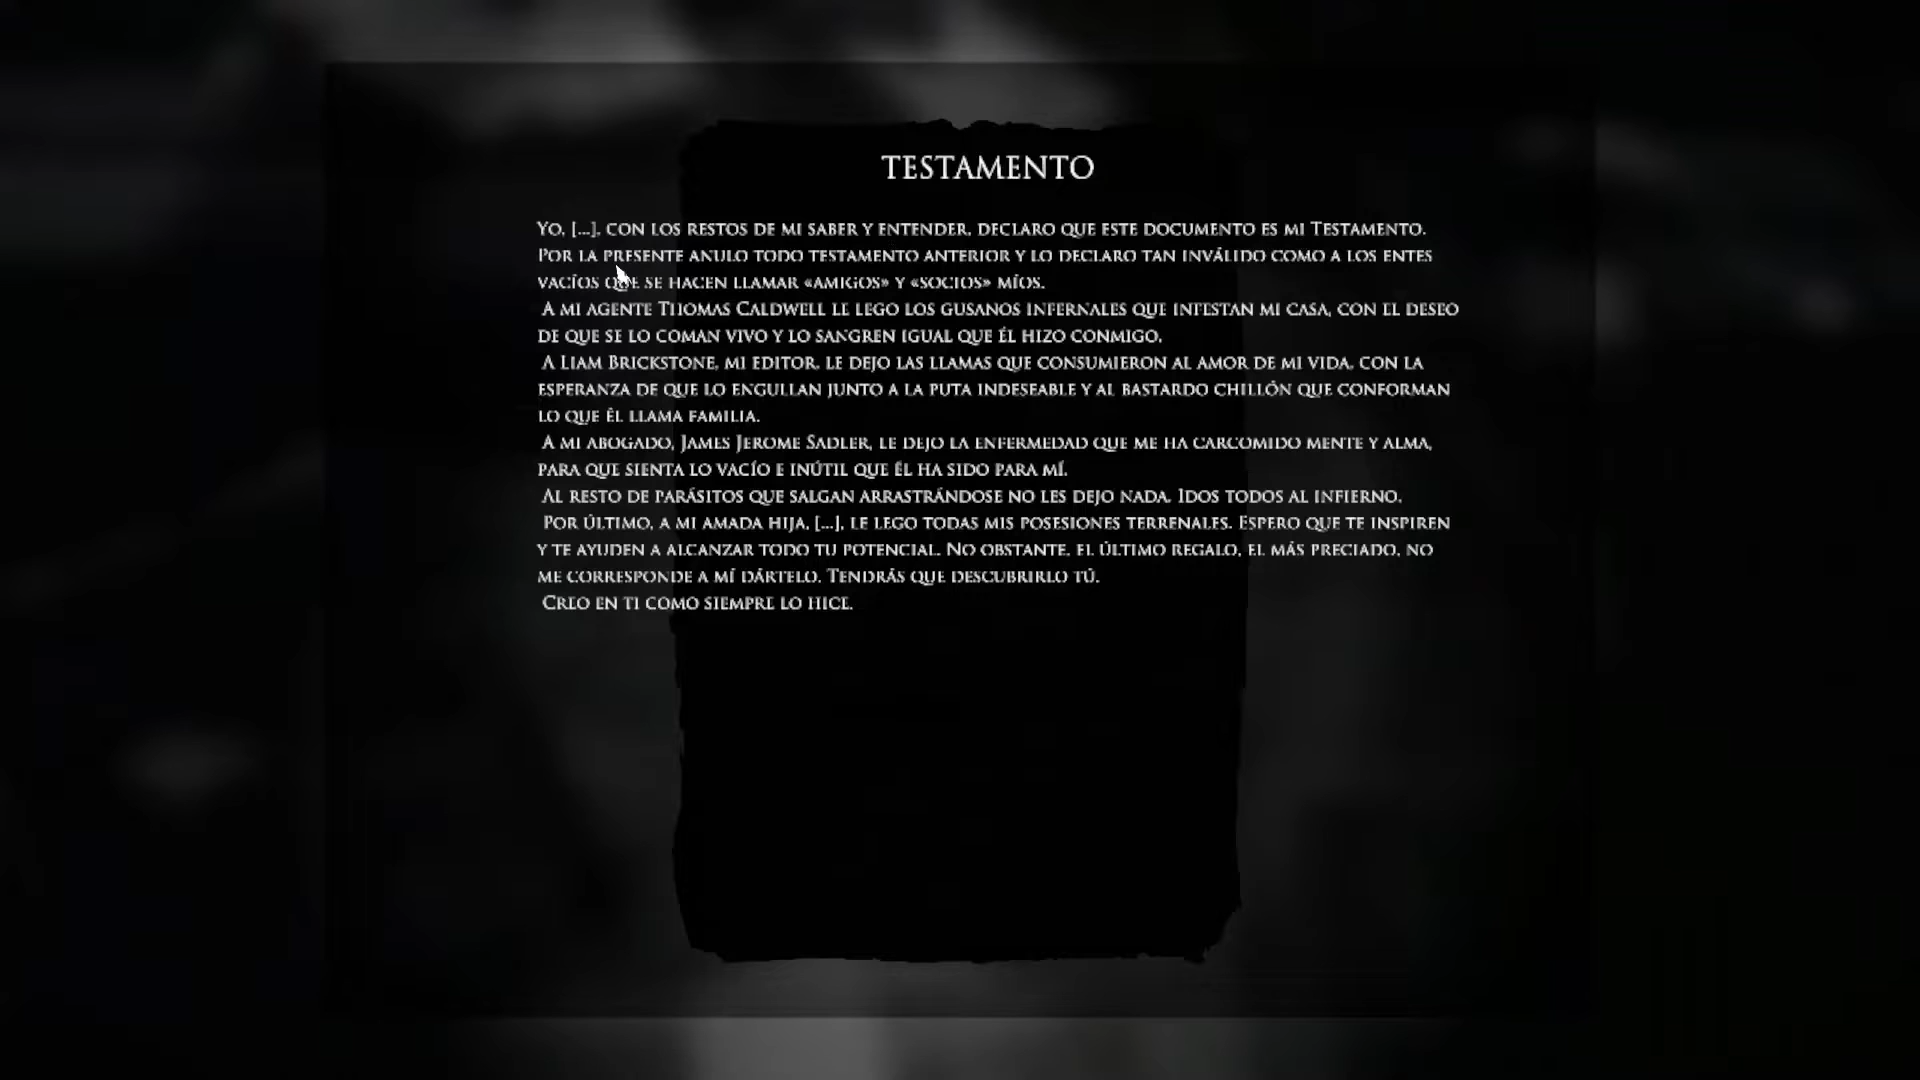 TESTAMENTO
Yo, [...], con los restos de mi saber y entender, declaro que este documento es mi Testamento.
Por la presente anulo todo testamento anterior y lo declaro tan inválido como a los entes
vacíos que se hacen llamar «amigos» y «socios» míos.
A mi agente Thomas Caldwell le lego los gusanos infernales que infestan mi casa, con el deseo
de que se lo coman vivo y lo sangren igual que él hizo conmigo.
A Liam Brickstone, mi editor, le dejo las llamas que consumieron al amor de mi vida, con la
esperanza de que lo engullan junto a la puta indeseable y al bastardo chillón que conforman
lo que él llama familia.
A mi abogado, James Jerome Sadler, le dejo la enfermedad que me ha carcomido mente y alma,
para que sienta lo vacío e inútil que él ha sido para mí.
Al resto de parásitos que salgan arrastrándose no les dejo nada. Idos todos al infierno.
Por último, a mi amada hija, [...], le lego todas mis posesiones terrenales. Espero que te inspiren
y te ayuden a alcanzar todo tu potencial. No obstante, el último regalo, el más preciado, no
me corresponde a mí dártelo. Tendrás que descubrirlo tú.
Creo en ti como siempre lo hice.